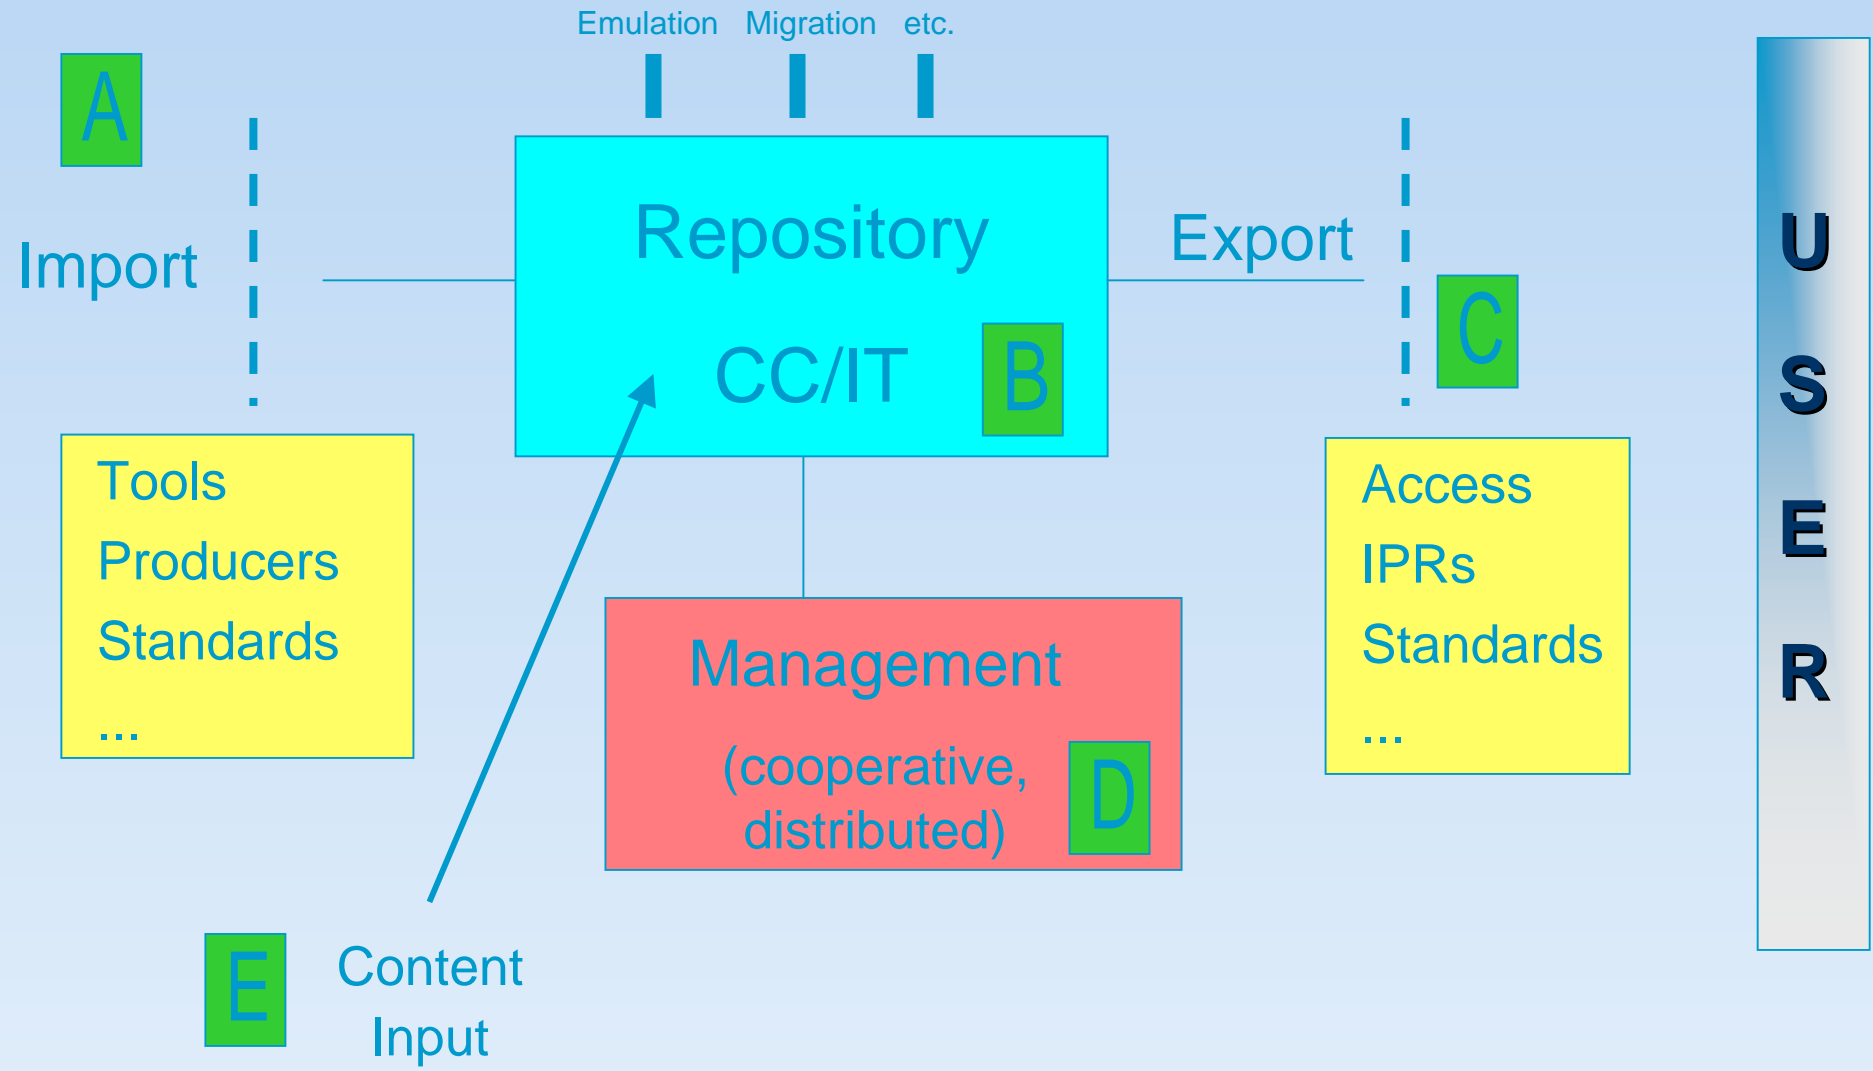 Emulation Migration etc.
A
Import
Repository
CC/IT
B
Export
C
Tools
Producers
Standards
...
Management
(cooperative,
distributed)
D
Access
IPRs
Standards
...
E
Content
Input
U
S
E
R